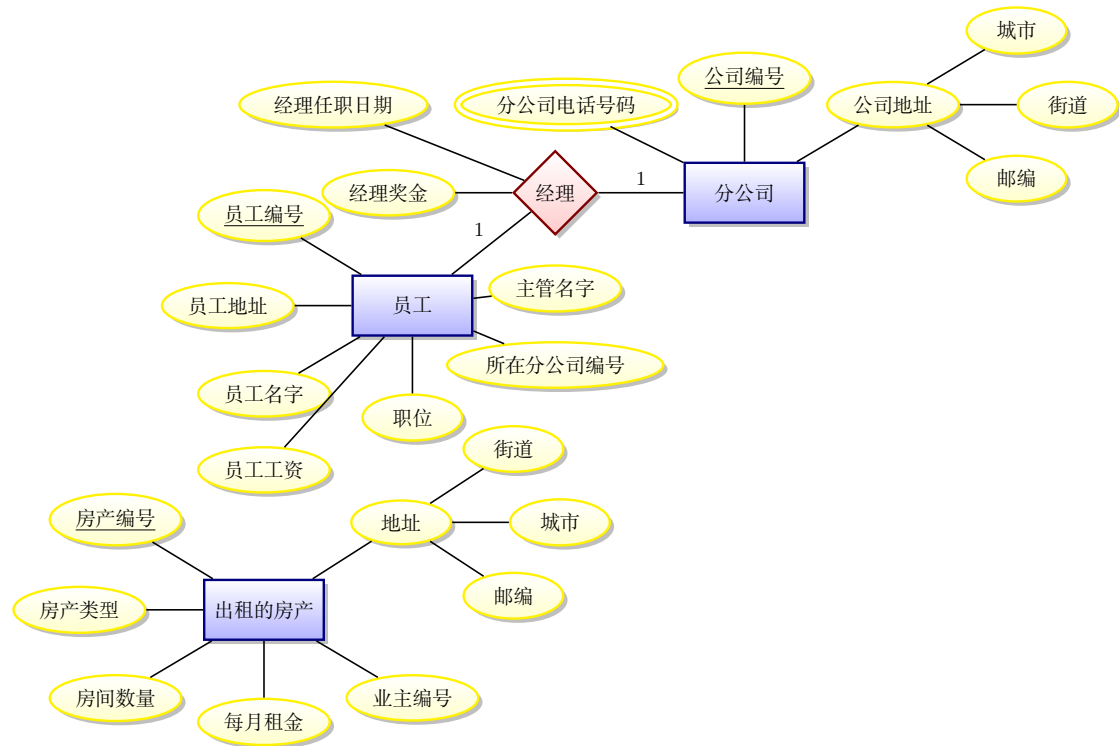 城市
公司编号
经理任职日期
分公司电话号码
公司地址
街道
经理奖金
经理
1
分公司
邮编
员工编号
1
主管名字
员工地址
员工
所在分公司编号
员工名字
职位
员工工资
街道
房产编号
地址
城市
邮编
房产类型
出租的房产
房间数量
每月租金
业主编号